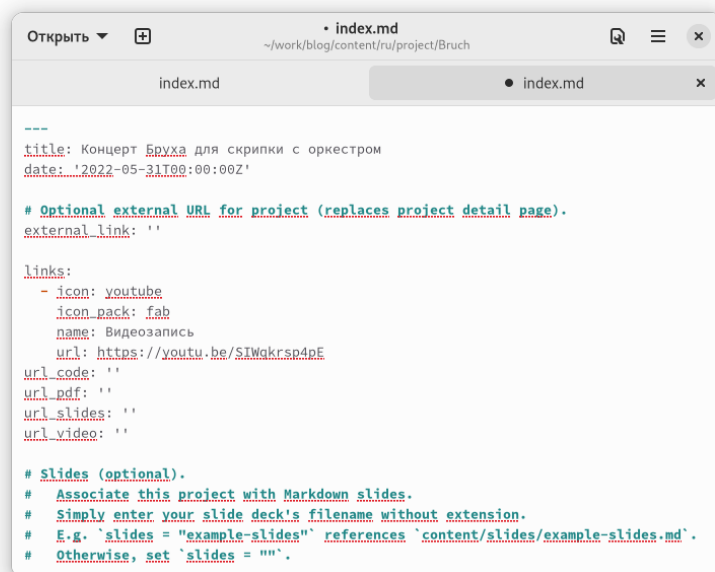 Открыть
• index.md
~/work/blog/content/ru/project/Bruch
index.md
● index.md
---
title: Концерт Бруха для скрипки с оркестром
date: '2022-05-31T00:00:00Z'
# Optional external URL for project (replaces project detail page).
external_link: ''
links:
  - icon: youtube
    icon_pack: fab
    name: Видеозапись
    url: https://youtu.be/SIWqkrsp4pE
url_code: ''
url_pdf: ''
url_slides: ''
url_video: ''
# Slides (optional).
#   Associate this project with Markdown slides.
#   Simply enter your slide deck's filename without extension.
#   E.g. `slides = "example-slides"` references `content/slides/example-slides.md`.
#   Otherwise, set `slides = ""`.